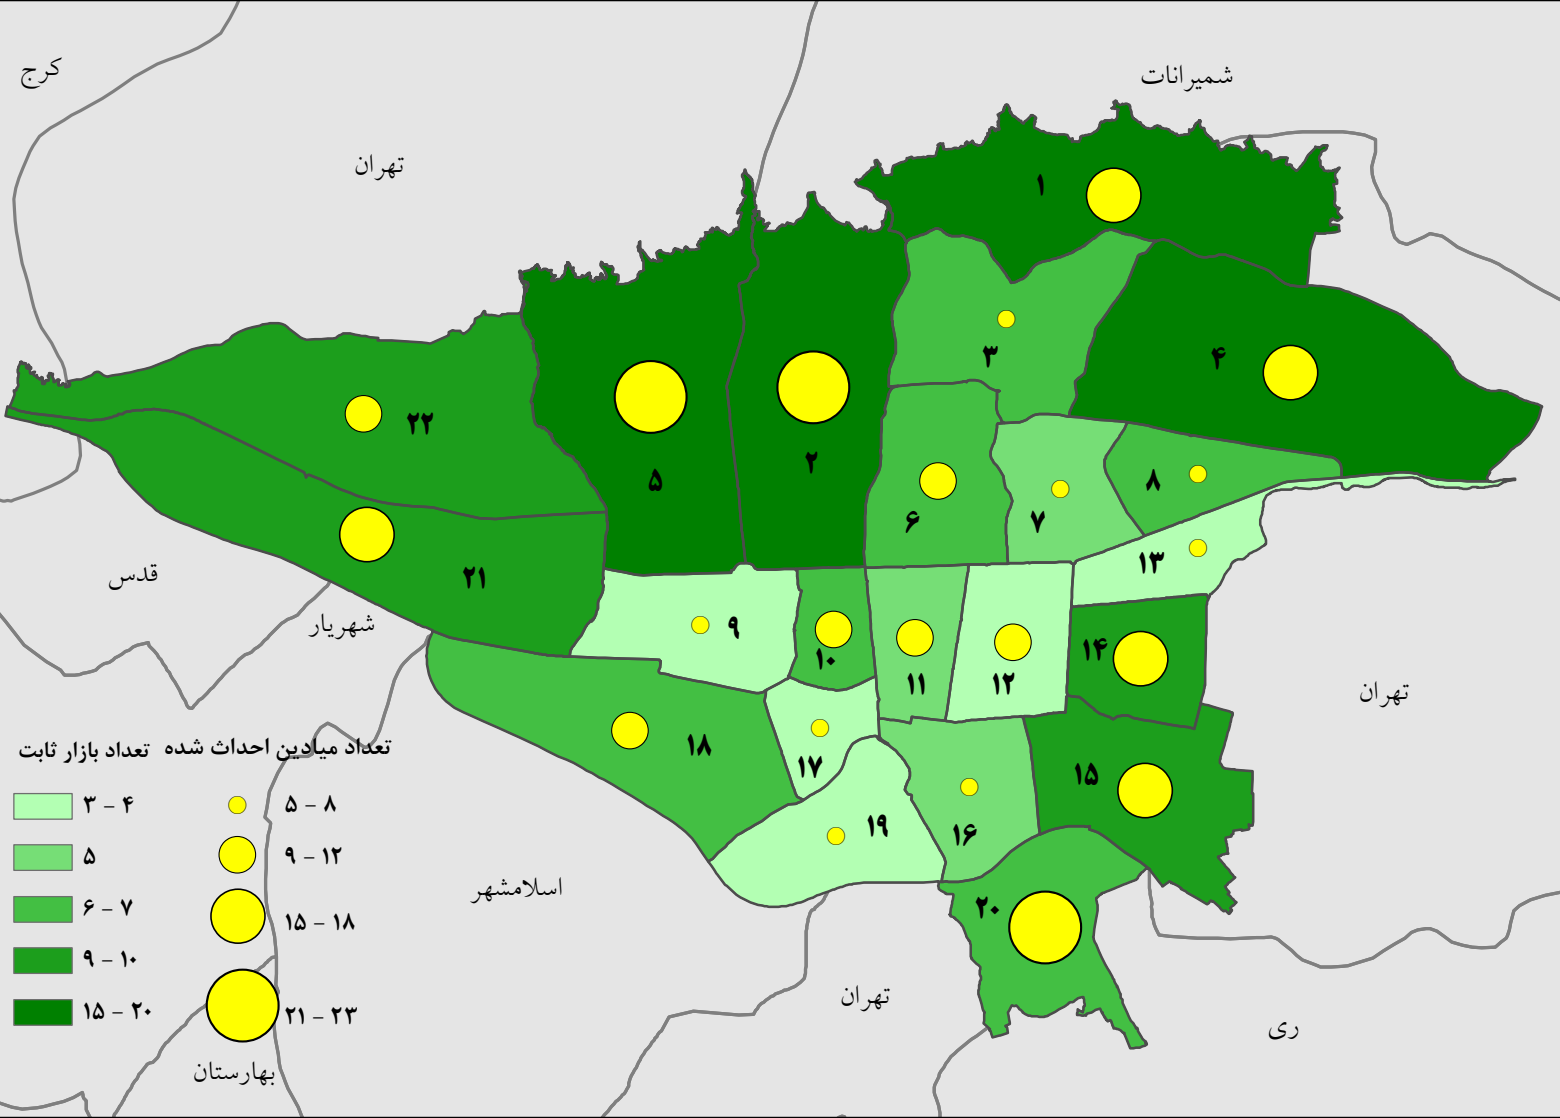 کرج
شمیرانات
تهران
۱
۳
۴
۲۲
۵
۲
۸
۶
۷
۱۳
۲۱
قدس
شهریار
۹
۱۰
۱۴
۱۱
۱۲
تهران
۱۸
۱۷
۱۵
۱۹
۱۶
اسلامشهر
۲۰
تهران
ری
تعداد میادین احداث شده
تعداد بازار ثابت
۳ - ۴
۵
۶ - ۷
۹ - ۱۰
۱۵ - ۲۰
۵ - ۸
۹ - ۱۲
۱۵ - ۱۸
۲۱ - ۲۳
بهارستان